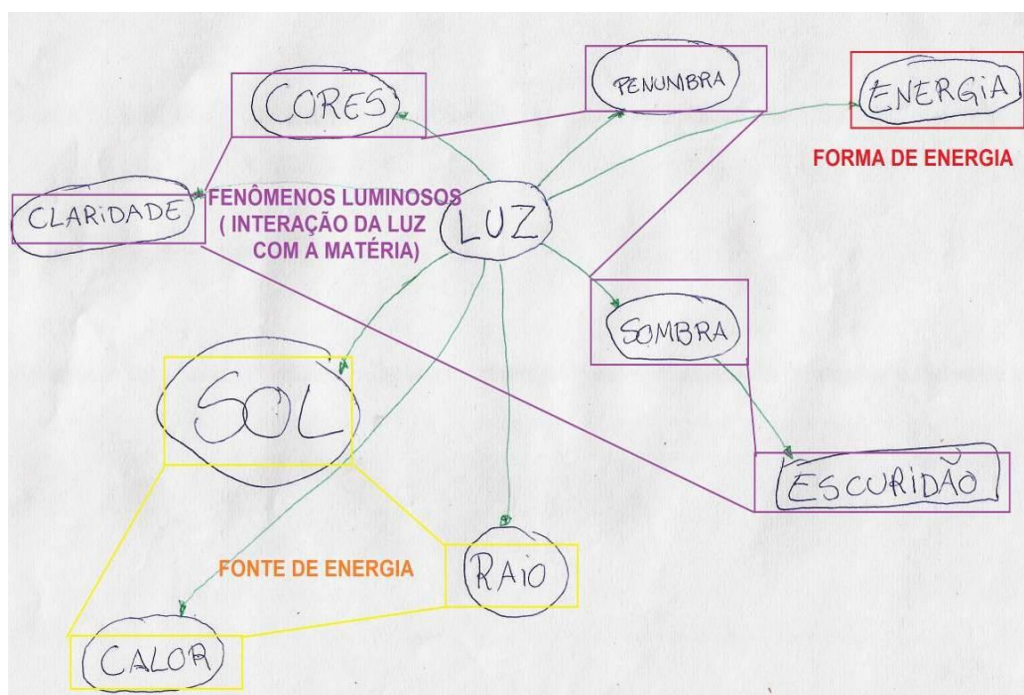 CORES
PENUMBRA
ENERGIA
FORMA DE ENERGIA
CLARIDADE
FENÔMENOS LUMINOSOS
( INTERAÇÃO DA LUZ
COM A MATÉRIA)
LUZ
SOMBRA
SOL
ESCURIDÃO
FONTE DE ENERGIA
RAIO
CALOR